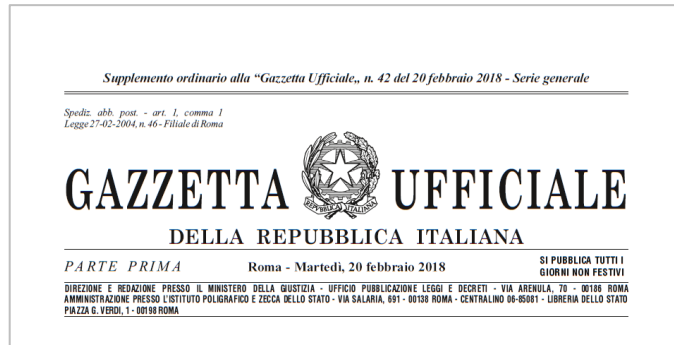 Supplemento ordinario alla “Gazzetta Ufficiale„ n. 42 del 20 febbraio 2018 - Serie generale
Spediz. abb. post. - art. 1, comma 1
Legge 27-02-2004, n. 46 - Filiale di Roma
GAZZETTA UFFICIALE
REPVBBLICA ITALIANA
DELLA REPUBBLICA ITALIANA
PARTE PRIMA
Roma - Martedì, 20 febbraio 2018
SI PUBBLICA TUTTI I
GIORNI NON FESTIVI
DIREZIONE E REDAZIONE PRESSO IL MINISTERO DELLA GIUSTIZIA - UFFICIO PUBBLICAZIONE LEGGI E DECRETI - VIA ARENULA, 70 - 00186 ROMA
AMMINISTRAZIONE PRESSO L'ISTITUTO POLIGRAFICO E ZECCA DELLO STATO - VIA SALARIA, 691 - 00138 ROMA - CENTRALINO 06-85081 - LIBRERIA DELLO STATO
PIAZZA G. VERDI, 1 - 00198 ROMA